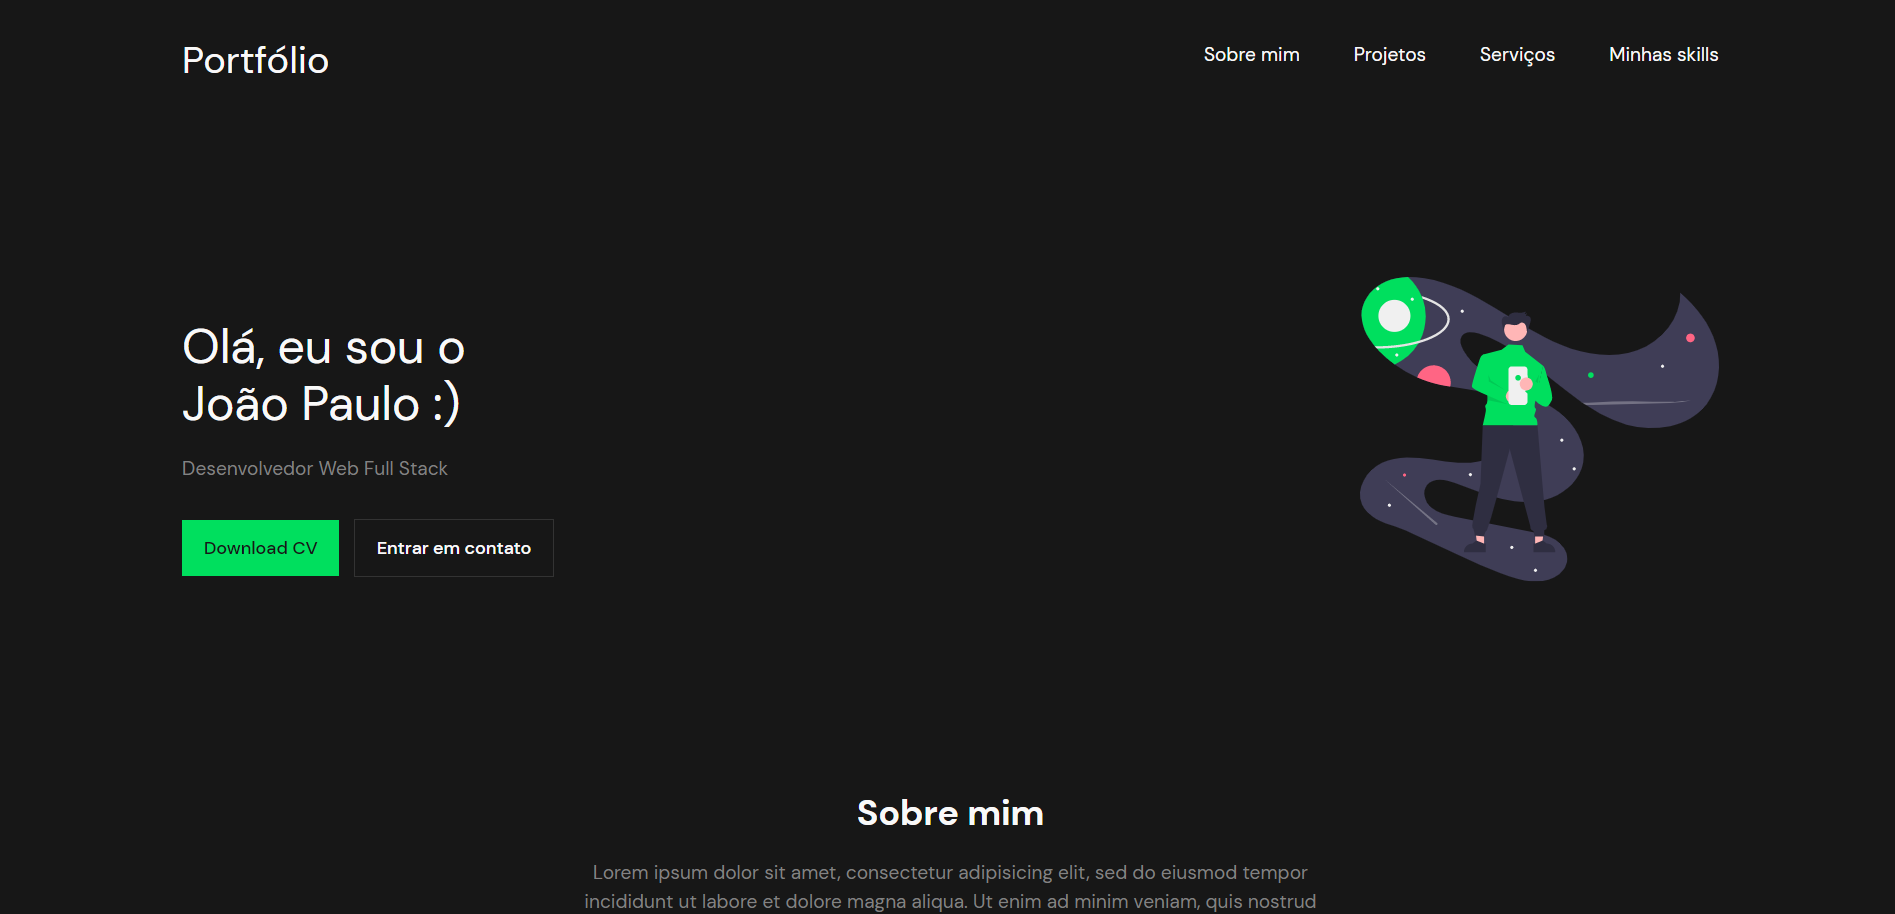 Portfólio
Sobre mim
Projetos
Serviços
Minhas skills
Olá, eu sou o
João Paulo :)
Desenvolvedor Web Full Stack
Download CV
Entrar em contato
Sobre mim
Lorem ipsum dolor sit amet, consectetur adipisicing elit, sed do eiusmod tempor
incididunt ut labore et dolore magna aliqua. Ut enim ad minim veniam, quis nostrud